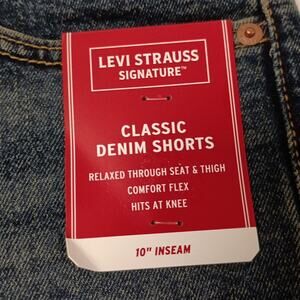 LEVI STRAUSS
SIGNATURE™
CLASSIC
DENIM SHORTS
RELAXED THROUGH SEAT & THIGH
COMFORT FLEX
HITS AT KNEE
10" INSEAM